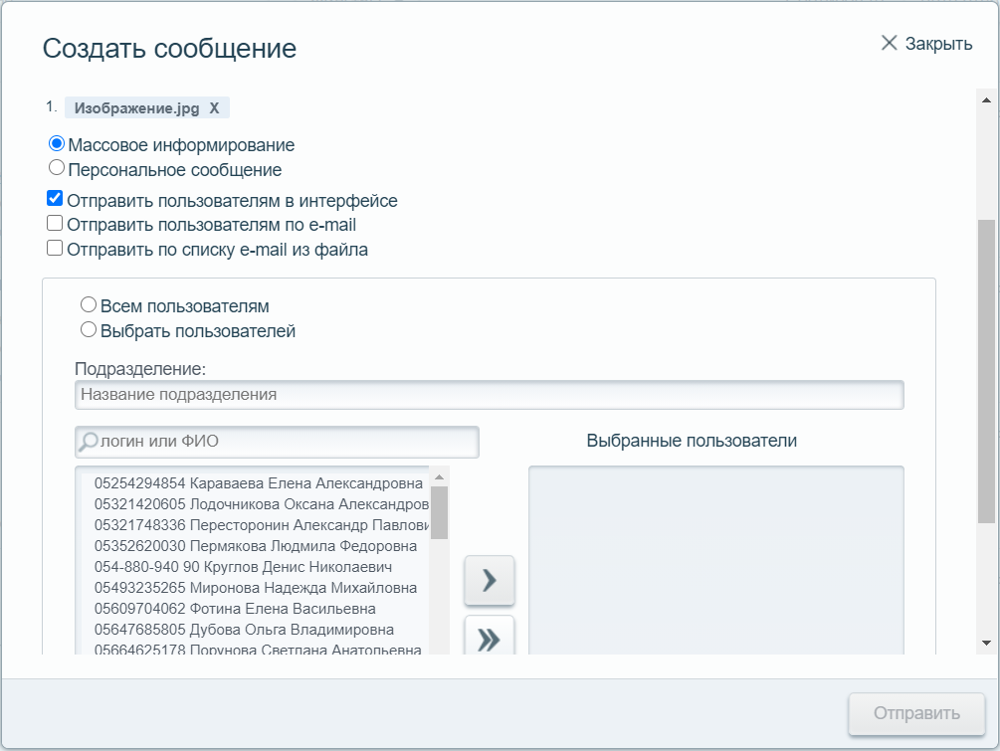 Создать сообщение
Закрыть
1. Изображение.jpg X
Массовое информирование
Персональное сообщение
Отправить пользователям в интерфейсе
Отправить пользователям по e-mail
Отправить по списку e-mail из файла
Всем пользователям
Выбрать пользователей
Подразделение:
Название подразделения
логин или ФИО
Выбранные пользователи
05254294854 Караваева Елена Александровна
05321420605 Лодочникова Оксана Александров
05321748336 Пересторонин Александр Павлови
05352620030 Пермякова Людмила Федоровна
054-880-940 90 Круглов Денис Николаевич
05493235265 Миронова Надежда Михайловна
05609704062 Фотина Елена Васильевна
05647685805 Дубова Ольга Владимировна
05664625178 Порунова Светлана Анатольевна
Отправить